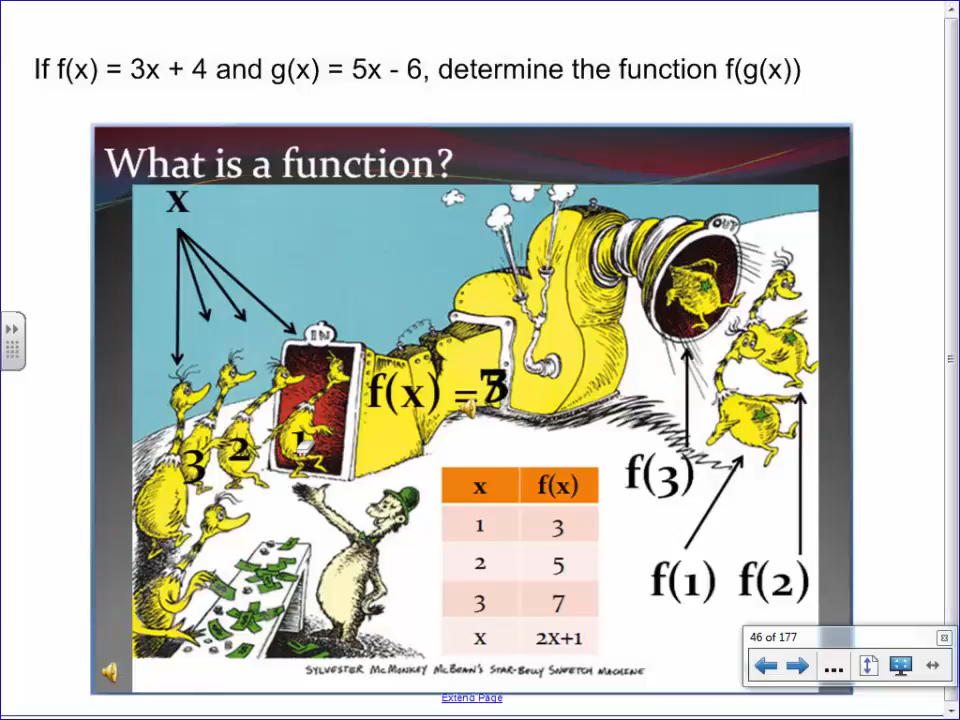 If f(x) = 3x + 4 and g(x) = 5x - 6, determine the function f(g(x))
What is a function?
x
OUT
IN
f(x) =
3 2 1
x f(x)
1 3
2 5
3 7
x 2x+1
f(3)
f(1) f(2)
SYLVESTER MCMONKEY MCBEAN'S STAR-BELLY SNEETCH MACHINE
46 of 177
...
Extend Page